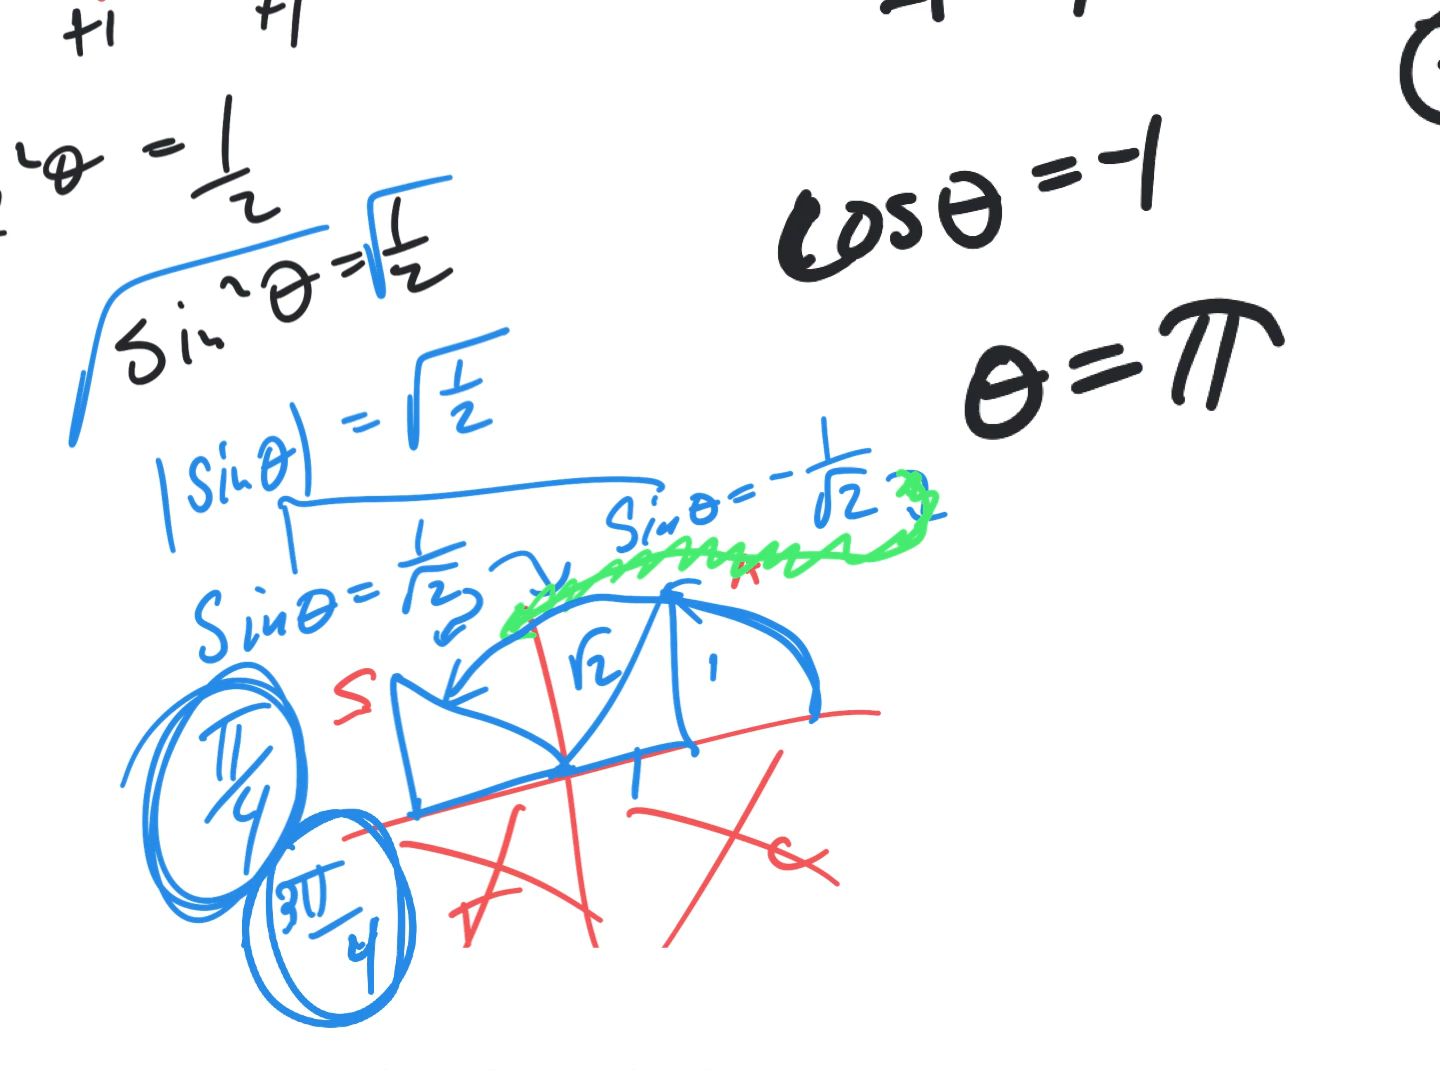 +1 +1
²θ = 1/2
sin²θ = √(1/2)
|sinθ| = √(1/2)
sinθ = 1/√2
sinθ = -1/√2
S
√2
1
1
π/4
3π/4
C
cosθ = -1
θ = π